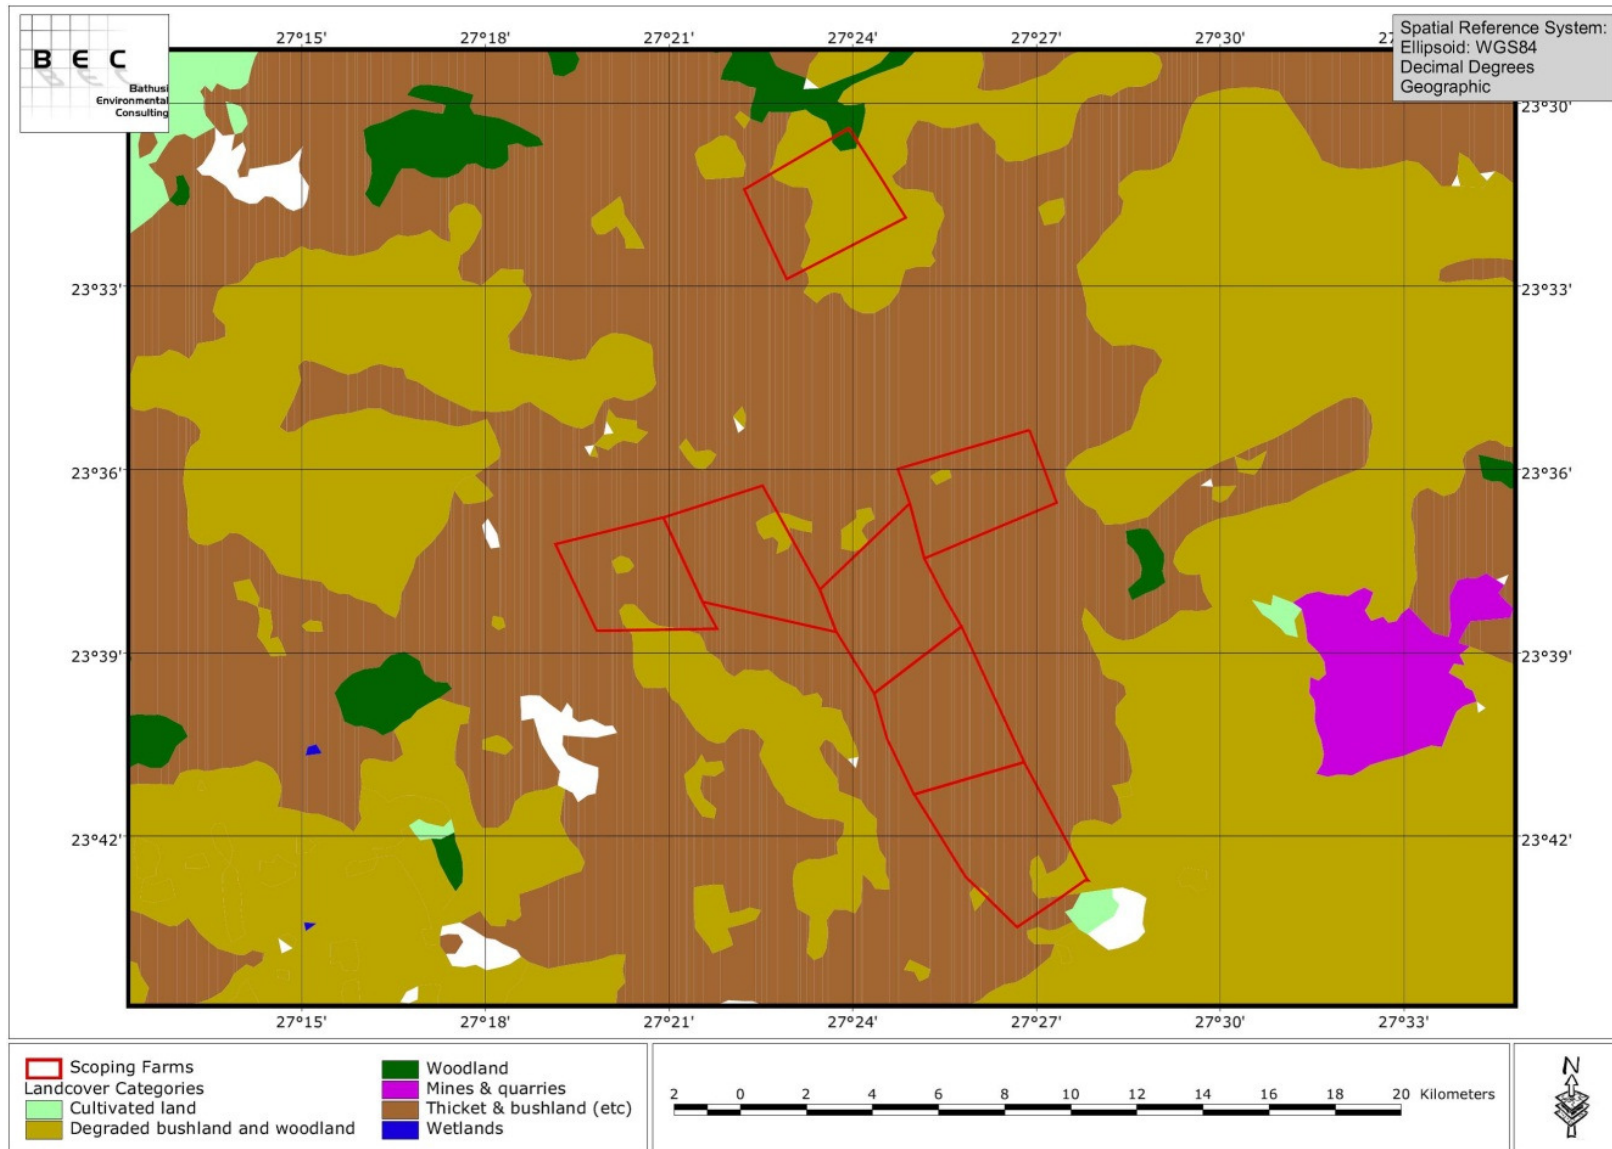 B E C
Bathusi
Environmental
Consulting
Spatial Reference System:
Ellipsoid: WGS84
Decimal Degrees
Geographic
27°15' 27°18' 27°21' 27°24' 27°27' 27°30'
23°30'
23°33' 23°33'
23°36' 23°36'
23°39' 23°39'
23°42' 23°42'
27°15' 27°18' 27°21' 27°24' 27°27' 27°30' 27°33'
Scoping Farms
Landcover Categories
Cultivated land
Degraded bushland and woodland
Woodland
Mines & quarries
Thicket & bushland (etc)
Wetlands
2 0 2 4 6 8 10 12 14 16 18 20 Kilometers
N